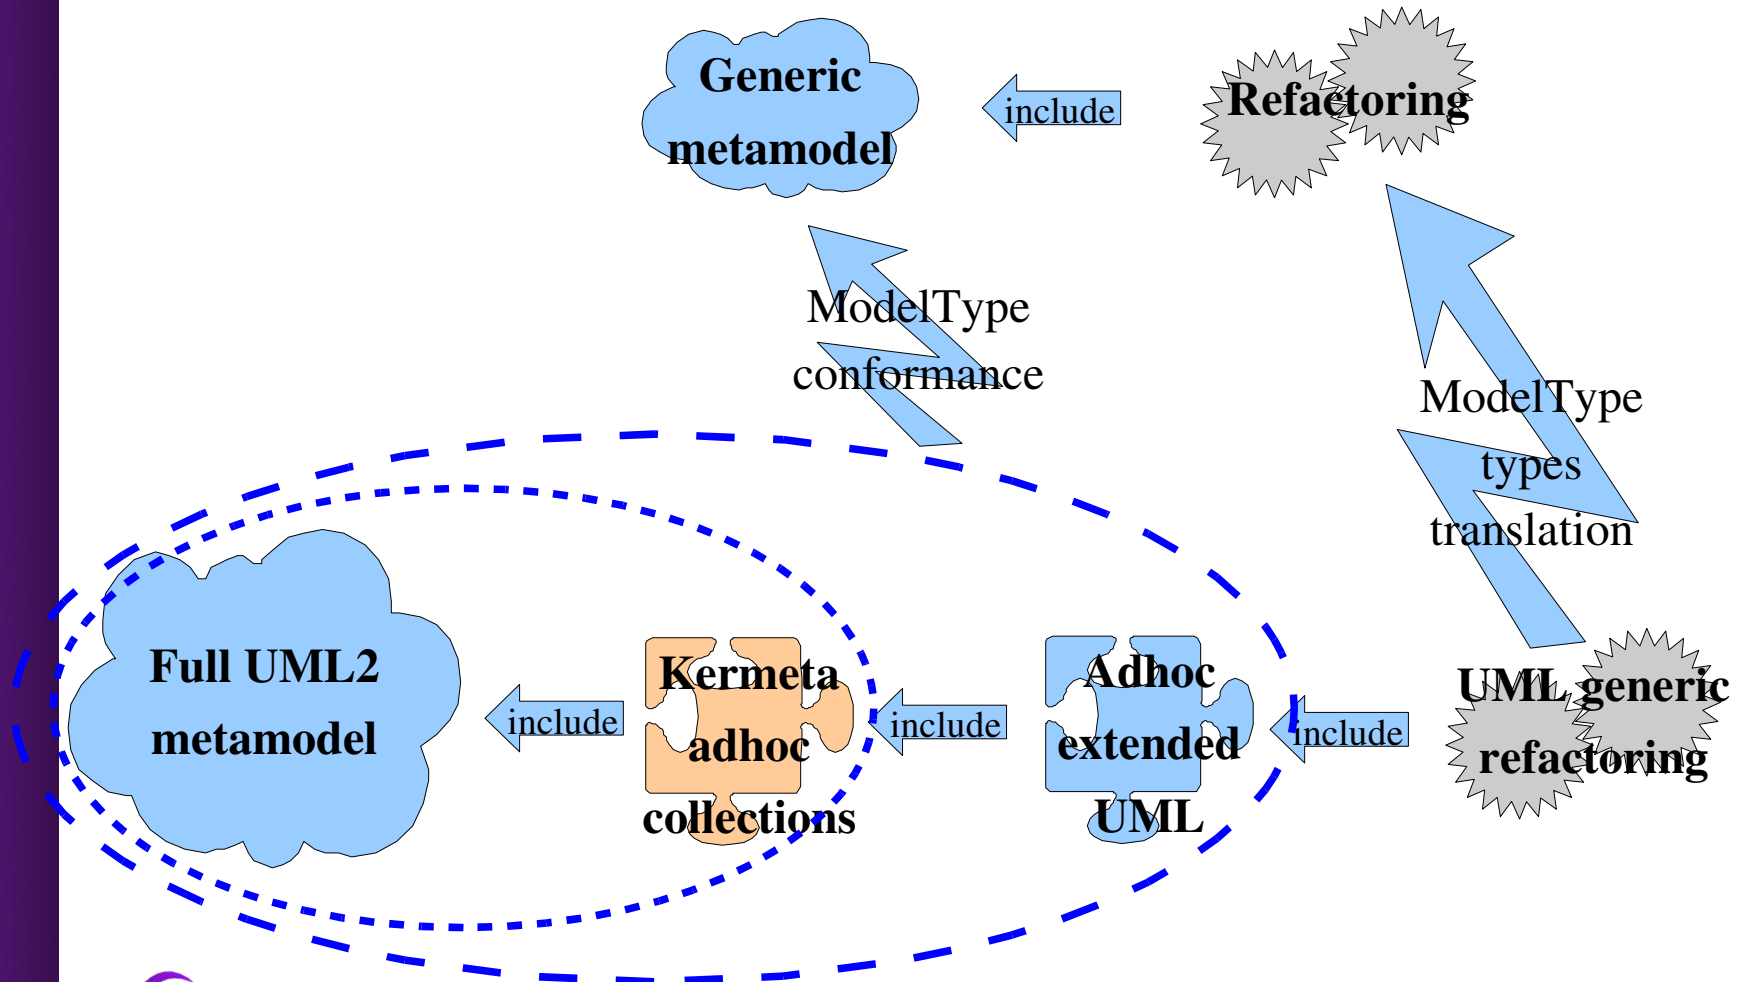 Generic
metamodel
include
Refactoring
ModelType
conformance
ModelType
types
translation
Full UML2
metamodel
include
Kermeta
adhoc
collections
include
Adhoc
extended
UML
include
UML generic
refactoring